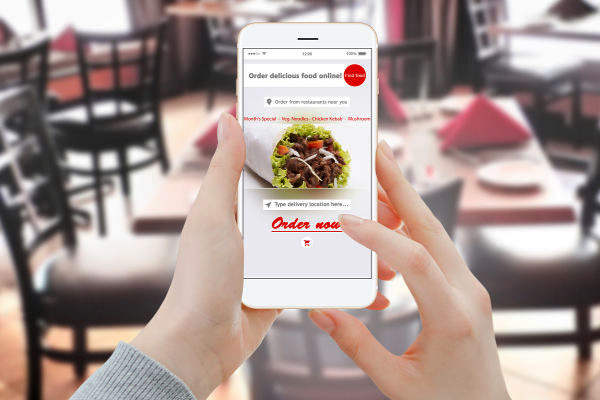 12:00 100%
Order delicious food online! Find food
Order from restaurants near you
Month's Special - Veg. Noodles - Chicken Kebab - Mushroom
Type delivery location here...
Order now